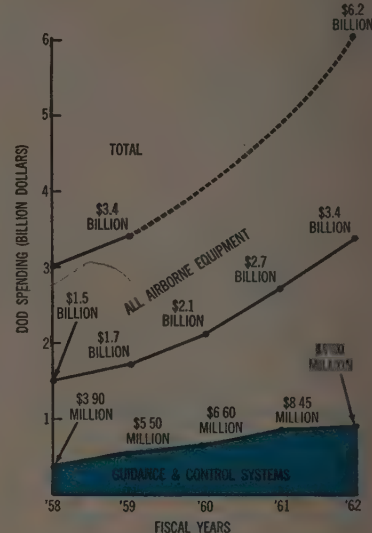 $6.2
BILLION
6
5
TOTAL
4
$3.4
BILLION
3
ALL AIRBORNE EQUIPMENT
$3.4
BILLION
$2.7
BILLION
$2.1
BILLION
$1.5
BILLION
$1.7
BILLION
2
DOD SPENDING (BILLION DOLLARS)
MILLION
1
$3 90
MILLION
$5 50
MILLION
$6 60
MILLION
$8 45
MILLION
GUIDANCE & CONTROL SYSTEMS
'58
'59
'60
'61
'62
FISCAL YEARS